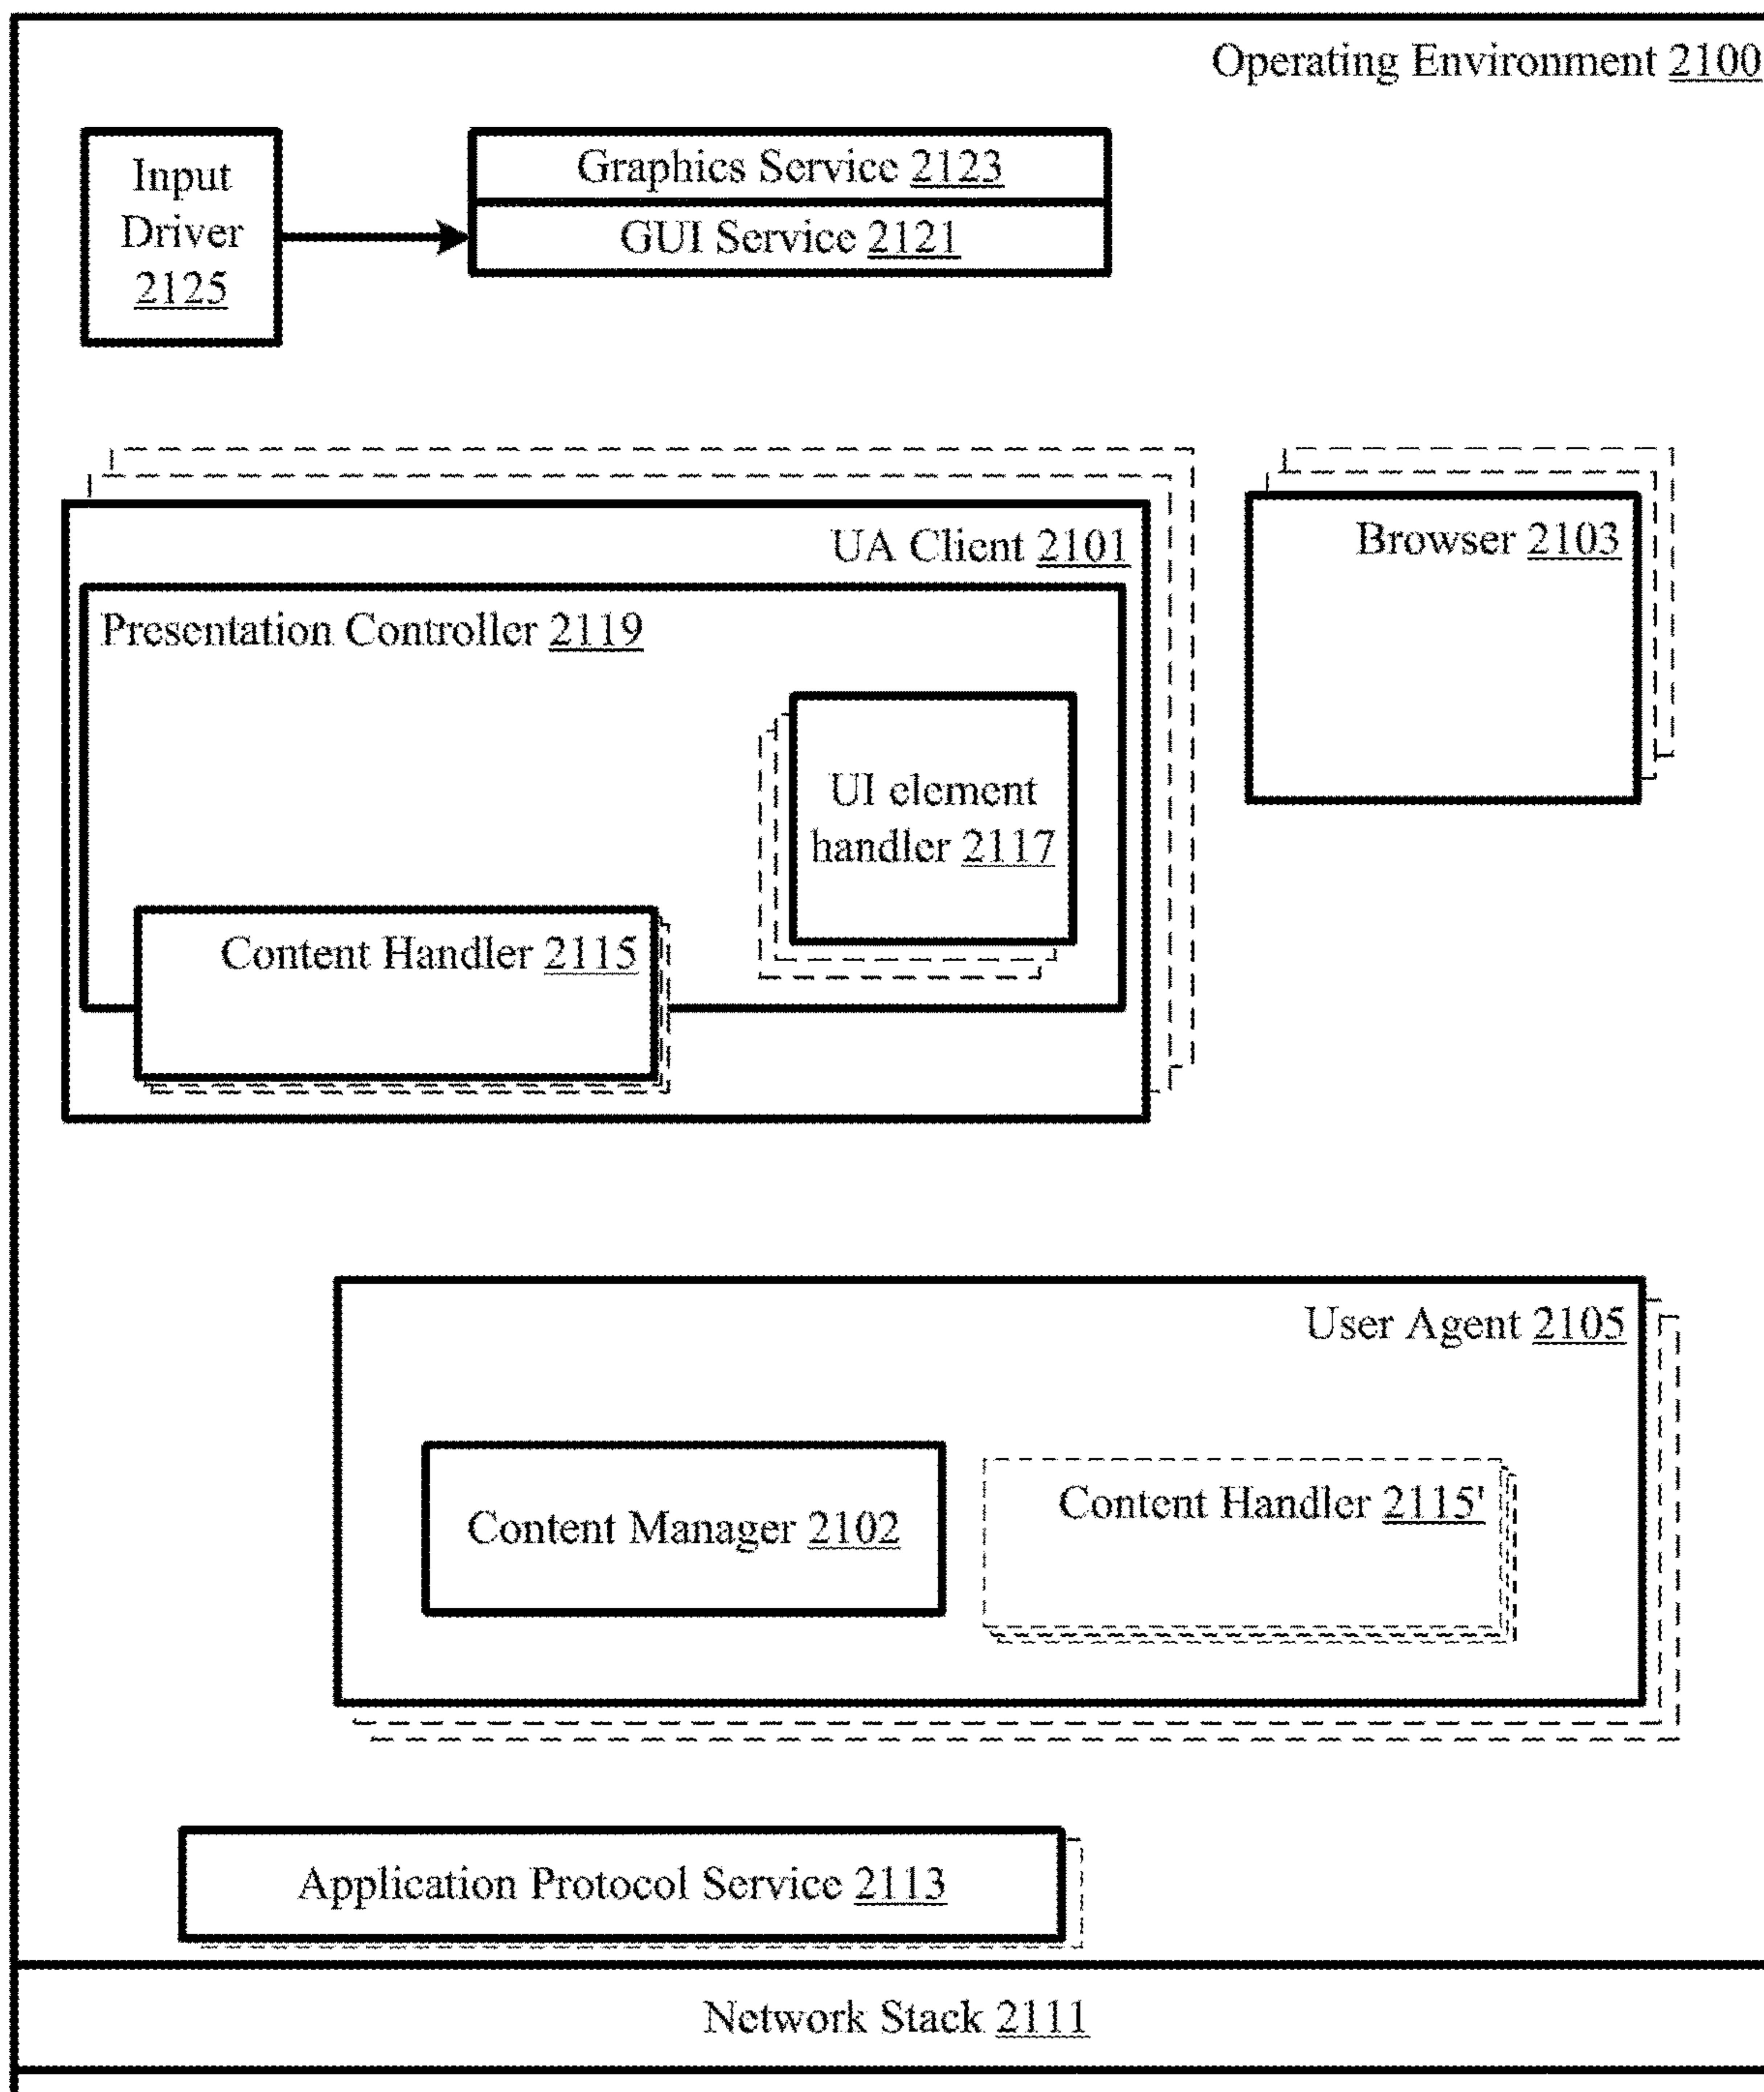 Operating Environment 2100
Input
Driver
2125
Graphics Service 2123
GUI Service 2121
UA Client 2101
Browser 2103
Presentation Controller 2119
UI element
handler 2117
Content Handler 2115
User Agent 2105
Content Manager 2102
Content Handler 2115'
Application Protocol Service 2113
Network Stack 2111